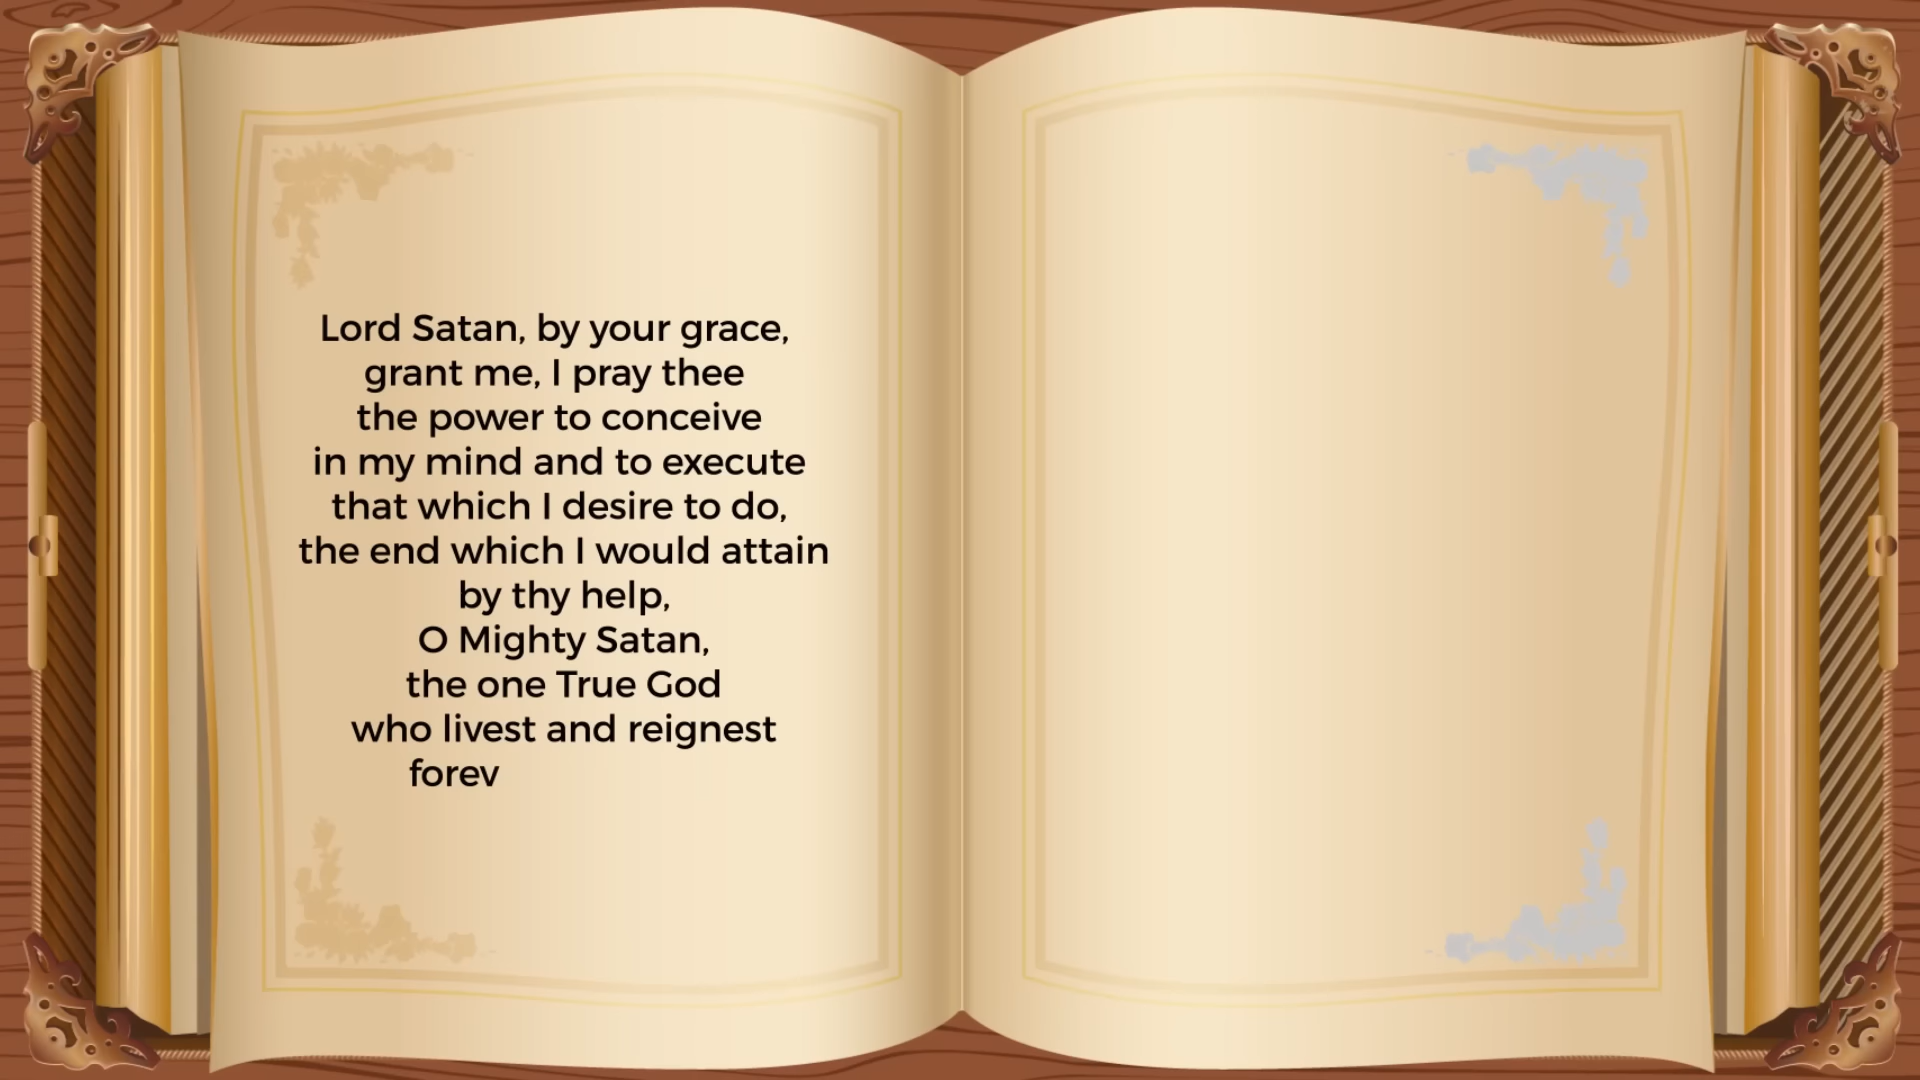 Lord Satan, by your grace,
grant me, I pray thee
the power to conceive
in my mind and to execute
that which I desire to do,
the end which I would attain
by thy help,
O Mighty Satan,
the one True God
who livest and reignest
forev